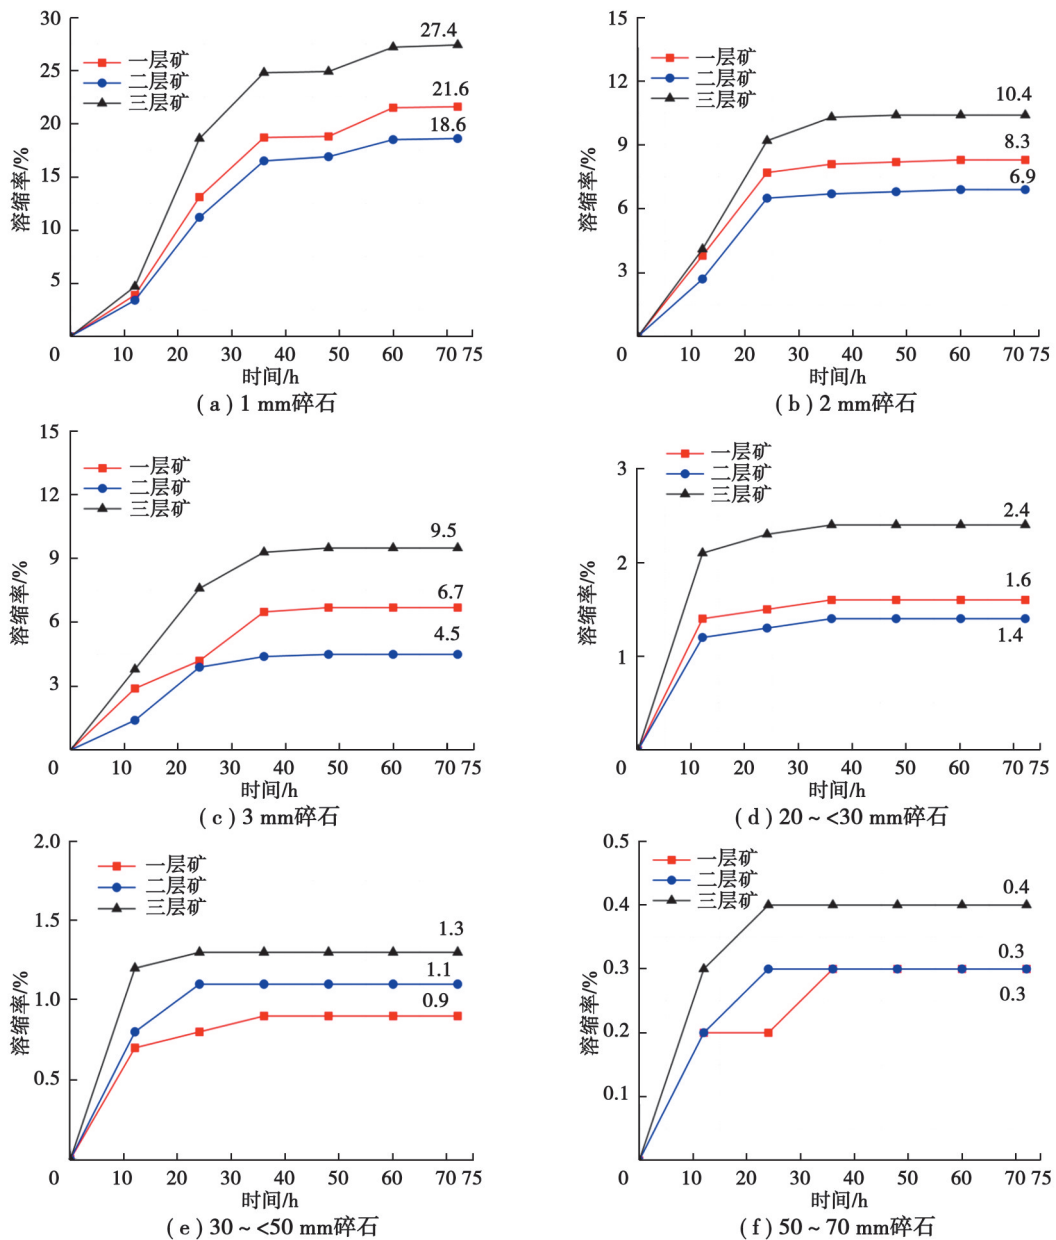 30
25
20
15
10
5
0
10
20
30
40
50
60
70 75
溶缩率/%
时间/h
一层矿
二层矿
三层矿
27.4
21.6
18.6
(a) 1 mm碎石
15
12
9
6
3
0
10
20
30
40
50
60
70 75
溶缩率/%
时间/h
一层矿
二层矿
三层矿
10.4
8.3
6.9
(b) 2 mm碎石
15
12
9
6
3
0
10
20
30
40
50
60
70 75
溶缩率/%
时间/h
一层矿
二层矿
三层矿
9.5
6.7
4.5
(c) 3 mm碎石
3
2
1
0
10
20
30
40
50
60
70 75
溶缩率/%
时间/h
一层矿
二层矿
三层矿
2.4
1.6
1.4
(d) 20~<30 mm碎石
2.0
1.5
1.0
0.5
0
10
20
30
40
50
60
70 75
溶缩率/%
时间/h
一层矿
二层矿
三层矿
1.3
1.1
0.9
(e) 30~<50 mm碎石
0.5
0.4
0.3
0.2
0.1
0
10
20
30
40
50
60
70 75
溶缩率/%
时间/h
一层矿
二层矿
三层矿
0.4
0.3
0.3
(f) 50~70 mm碎石